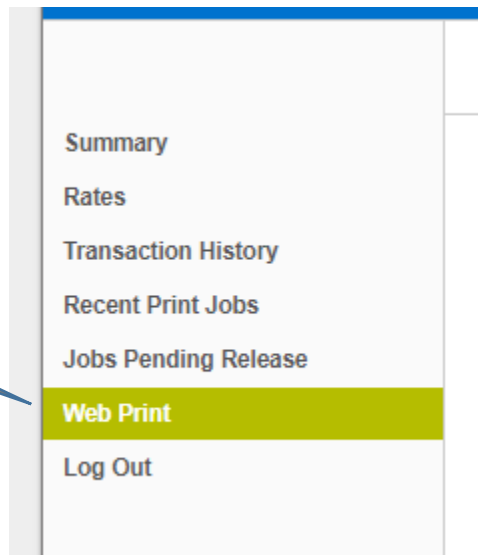 Summary
Rates
Transaction History
Recent Print Jobs
Jobs Pending Release
Web Print
Log Out